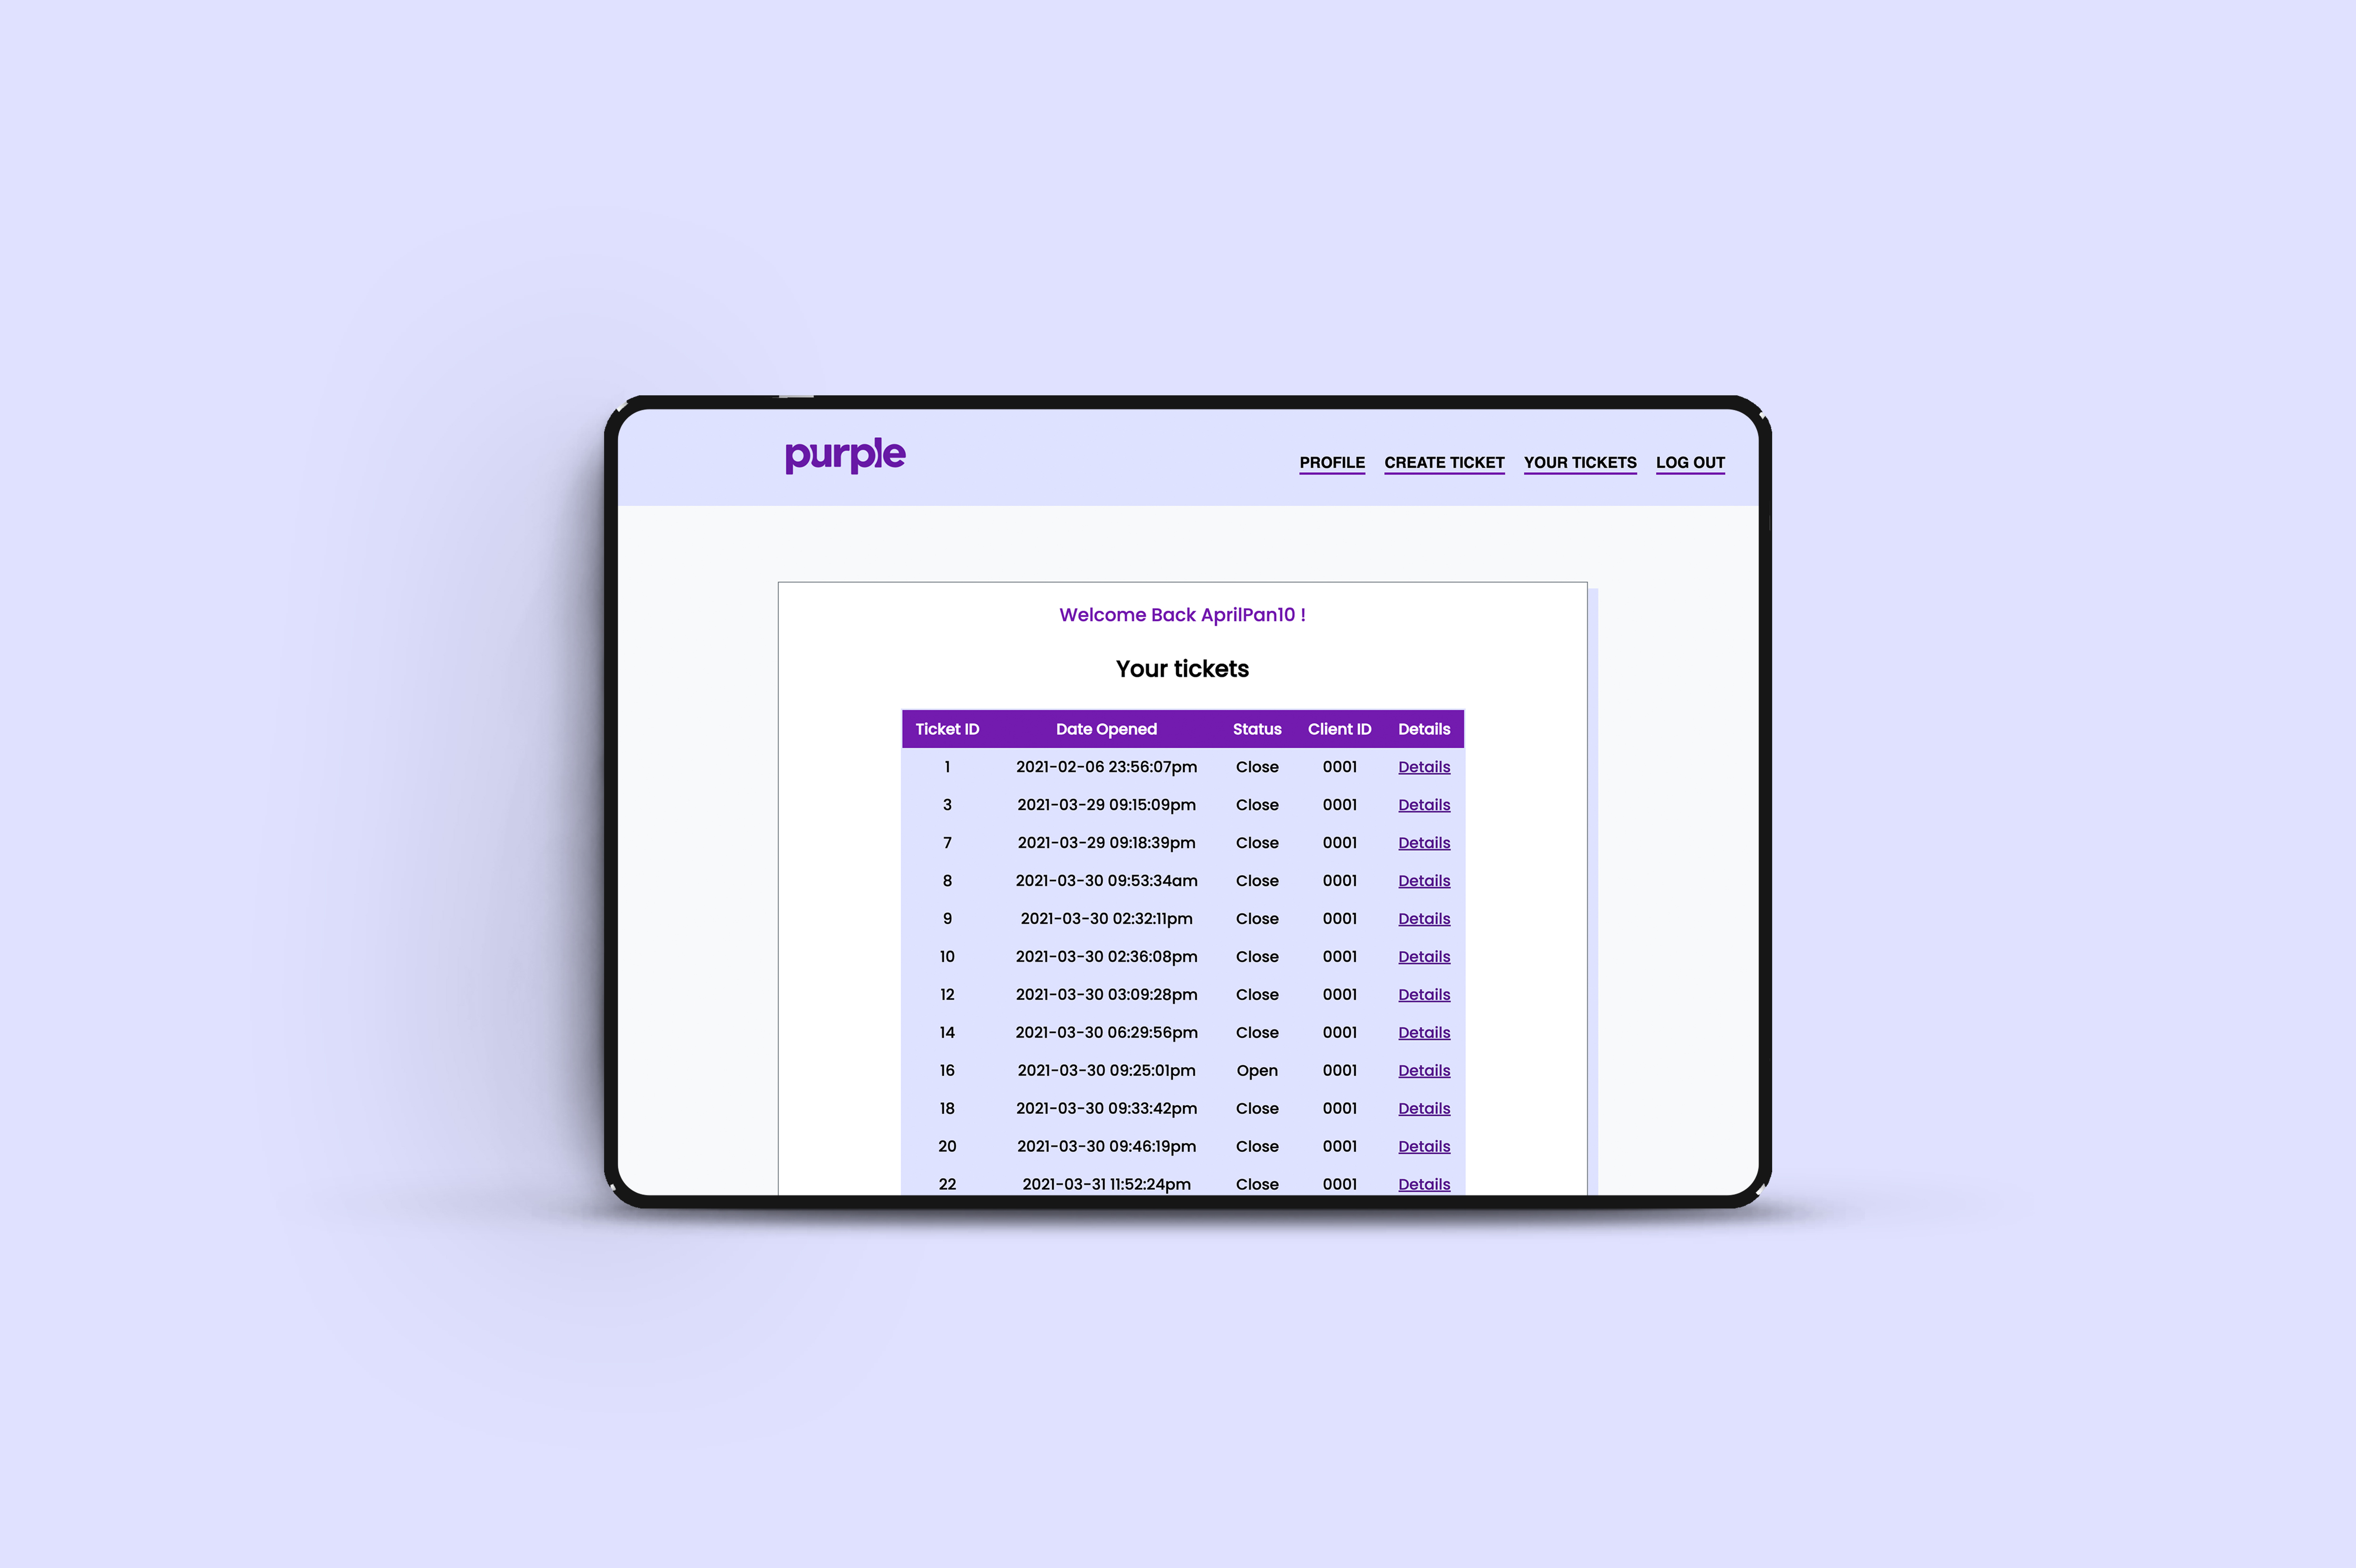 purple
PROFILE CREATE TICKET YOUR TICKETS LOG OUT
Welcome Back AprilPan10 !
Your tickets
Ticket ID Date Opened Status Client ID Details
1 2021-02-06 23:56:07pm Close 0001 Details
3 2021-03-29 09:15:09pm Close 0001 Details
7 2021-03-29 09:18:39pm Close 0001 Details
8 2021-03-30 09:53:34am Close 0001 Details
9 2021-03-30 02:32:11pm Close 0001 Details
10 2021-03-30 02:36:08pm Close 0001 Details
12 2021-03-30 03:09:28pm Close 0001 Details
14 2021-03-30 06:29:56pm Close 0001 Details
16 2021-03-30 09:25:01pm Open 0001 Details
18 2021-03-30 09:33:42pm Close 0001 Details
20 2021-03-30 09:46:19pm Close 0001 Details
22 2021-03-31 11:52:24pm Close 0001 Details